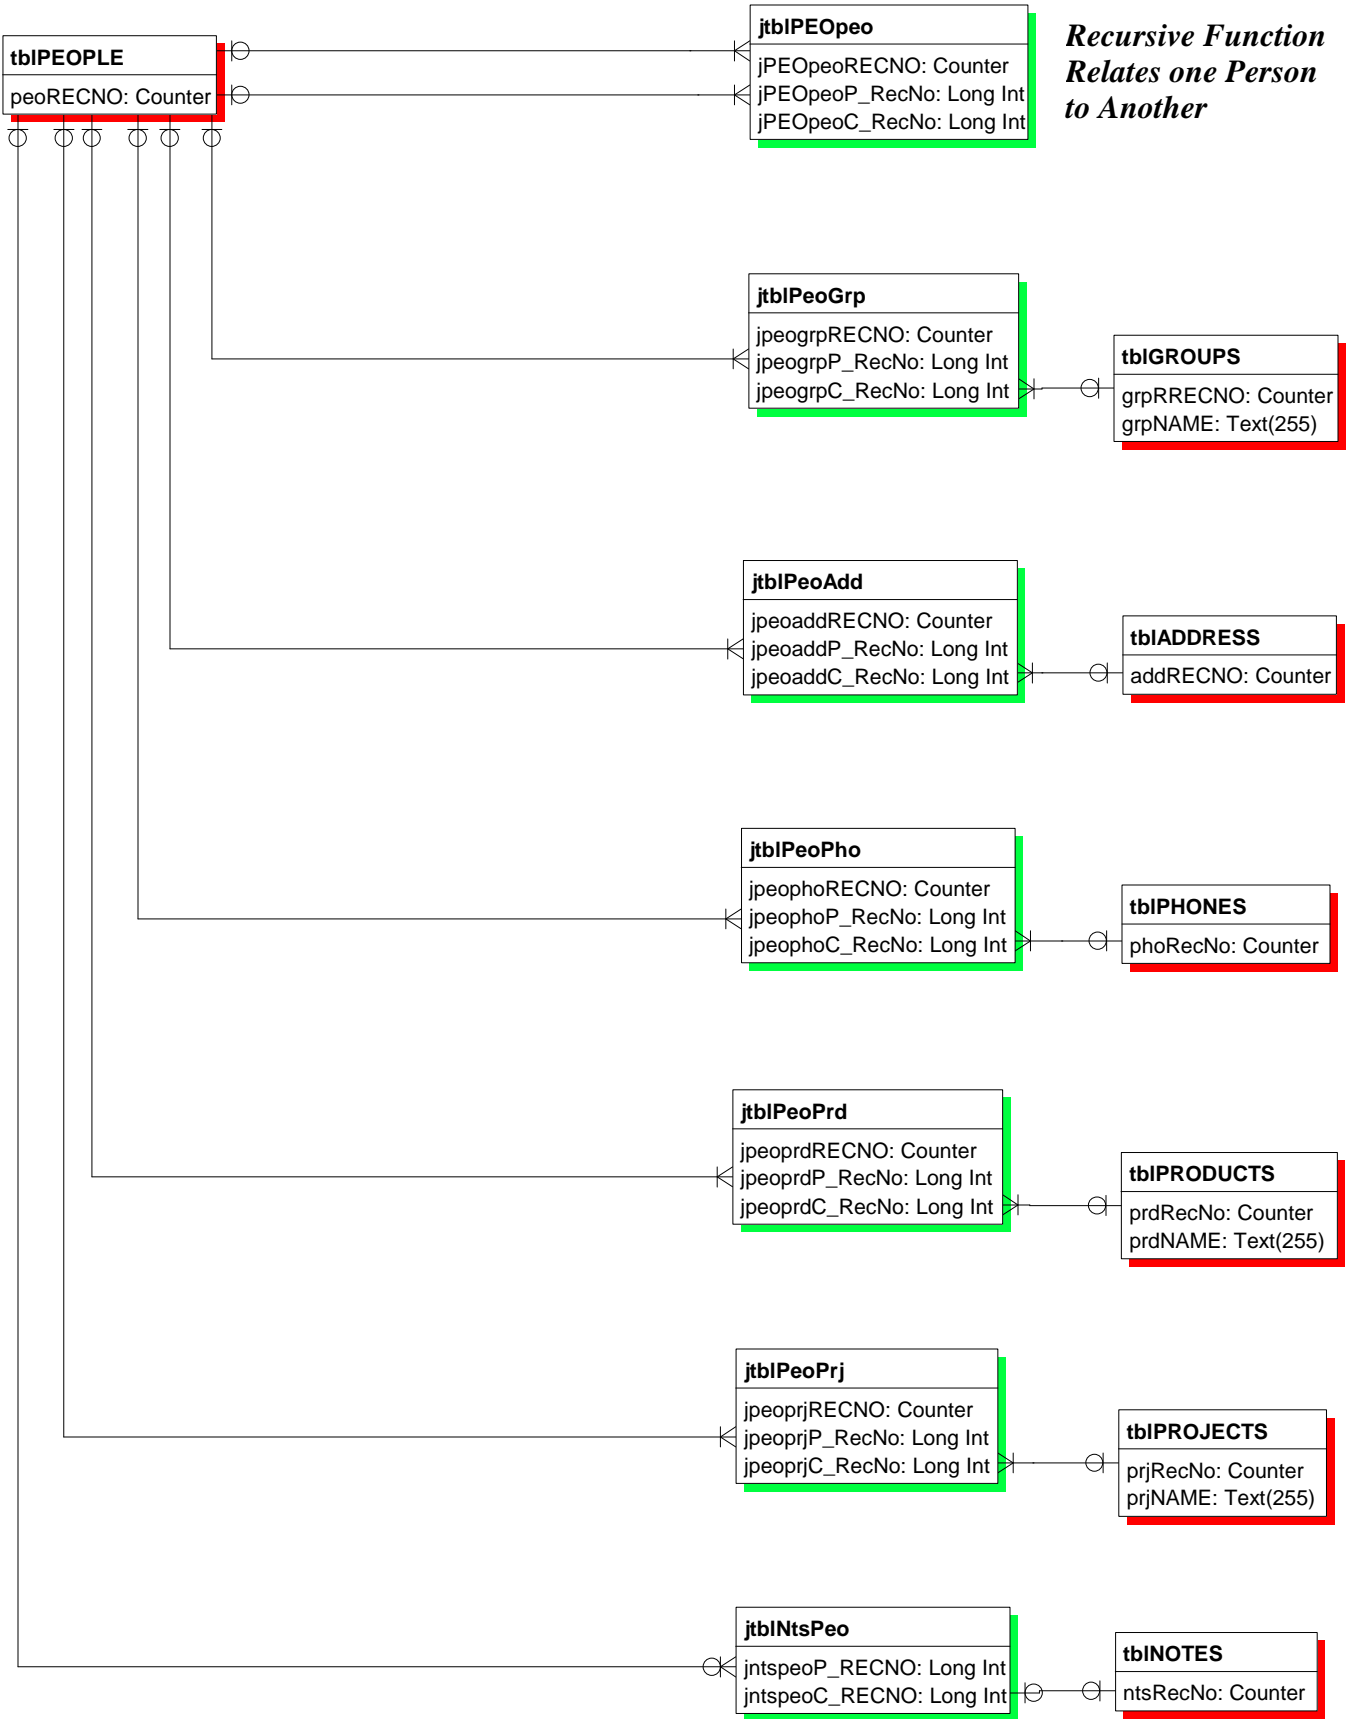 tblPEOPLE
peoRECNO: Counter
jtblPEOpeo
jPEOpeoRECNO: Counter
jPEOpeoP_RecNo: Long Int
jPEOpeoC_RecNo: Long Int
Recursive Function
Relates one Person
to Another
jtblPeoGrp
jpeogrpRECNO: Counter
jpeogrpP_RecNo: Long Int
jpeogrpC_RecNo: Long Int
tblGROUPS
grpRRECNO: Counter
grpNAME: Text(255)
jtblPeoAdd
jpeoaddRECNO: Counter
jpeoaddP_RecNo: Long Int
jpeoaddC_RecNo: Long Int
tblADDRESS
addRECNO: Counter
jtblPeoPho
jpeophoRECNO: Counter
jpeophoP_RecNo: Long Int
jpeophoC_RecNo: Long Int
tblPHONES
phoRecNo: Counter
jtblPeoPrd
jpeoprdRECNO: Counter
jpeoprdP_RecNo: Long Int
jpeoprdC_RecNo: Long Int
tblPRODUCTS
prdRecNo: Counter
prdNAME: Text(255)
jtblPeoPrj
jpeoprjRECNO: Counter
jpeoprjP_RecNo: Long Int
jpeoprjC_RecNo: Long Int
tblPROJECTS
prjRecNo: Counter
prjNAME: Text(255)
jtblNtsPeo
jntspeoP_RECNO: Long Int
jntspeoC_RECNO: Long Int
tblNOTES
ntsRecNo: Counter